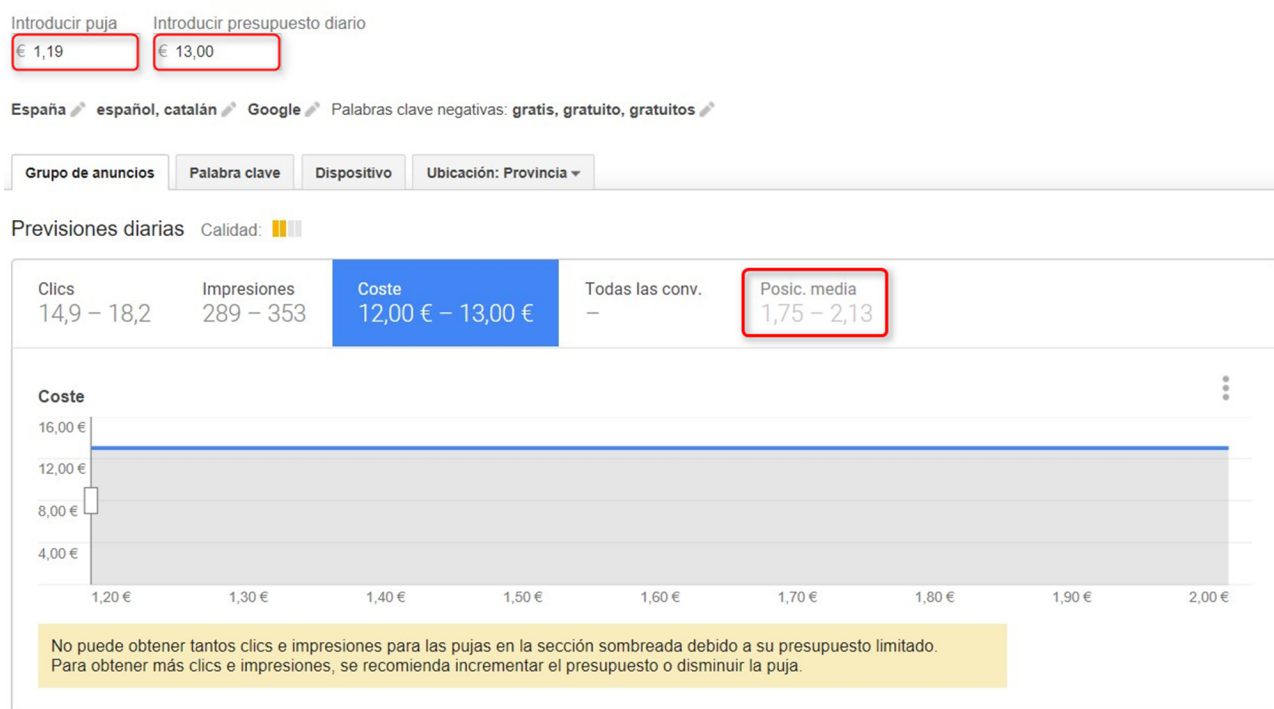 Introducir puja Introducir presupuesto diario
€ 1,19 € 13,00
España español, catalán Google Palabras clave negativas: gratis, gratuito, gratuitos
Grupo de anuncios Palabra clave Dispositivo Ubicación: Provincia
Previsiones diarias Calidad:
Clics Impresiones Coste Todas las conv. Posic. media
14,9 – 18,2 289 – 353 12,00 € – 13,00 € – 1,75 – 2,13
Coste
16,00 €
12,00 €
8,00 €
4,00 €
1,20 € 1,30 € 1,40 € 1,50 € 1,60 € 1,70 € 1,80 € 1,90 € 2,00 €
No puede obtener tantos clics e impresiones para las pujas en la sección sombreada debido a su presupuesto limitado.
Para obtener más clics e impresiones, se recomienda incrementar el presupuesto o disminuir la puja.